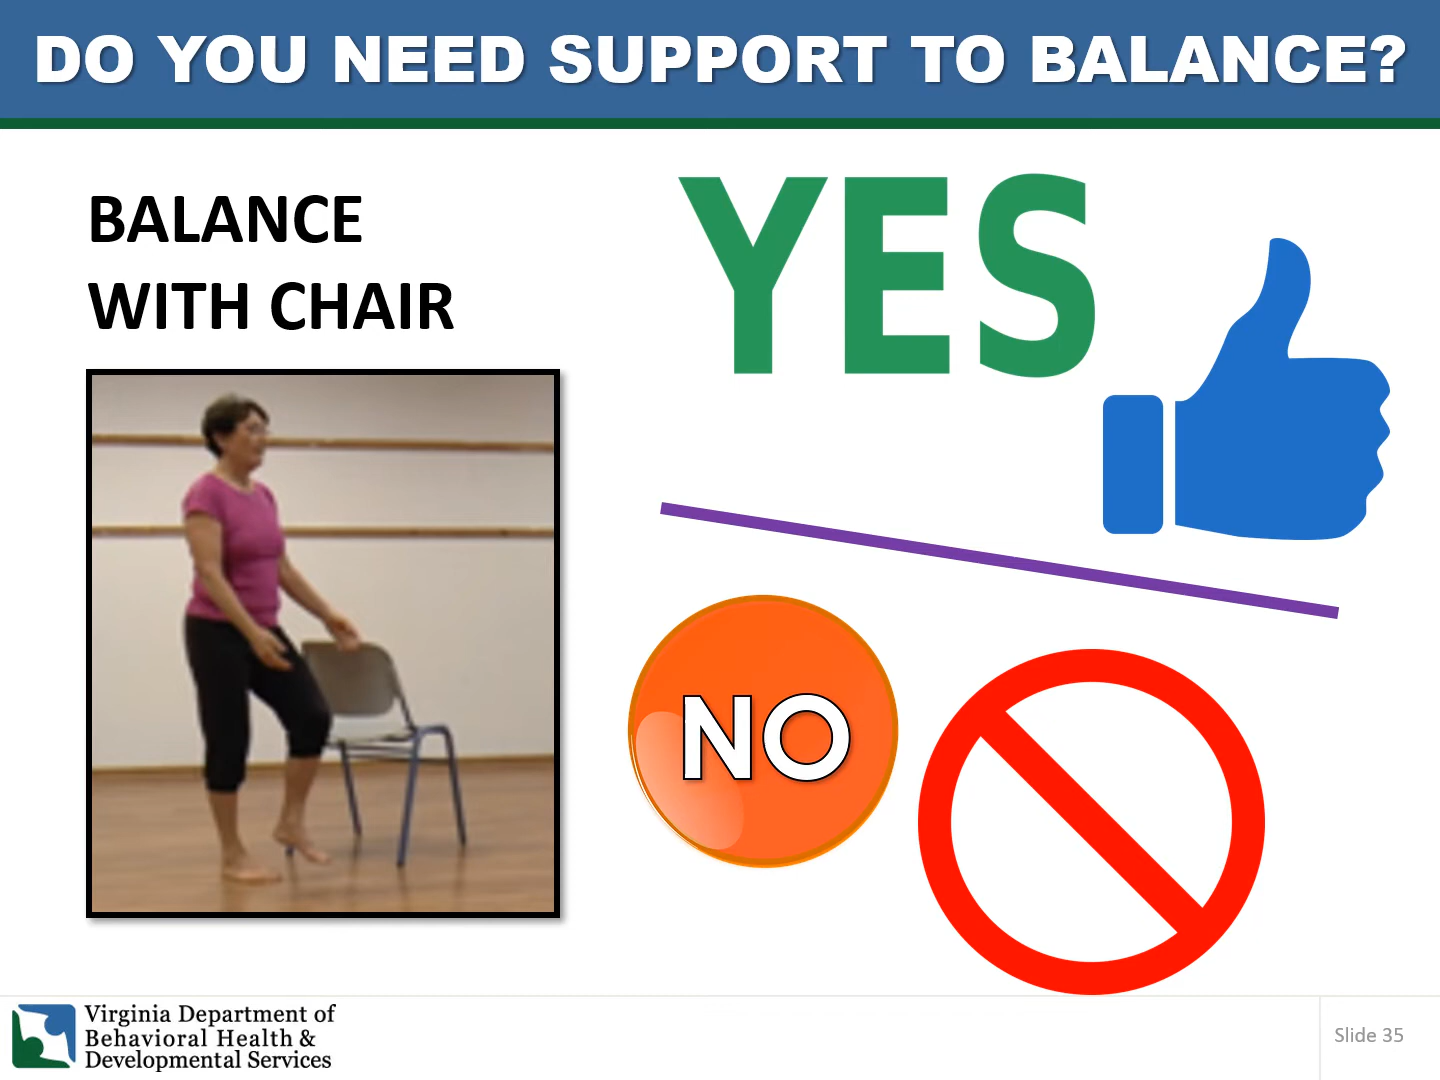 DO YOU NEED SUPPORT TO BALANCE?
BALANCE
WITH CHAIR
YES
NO
Virginia Department of
Behavioral Health &
Developmental Services
Slide 35